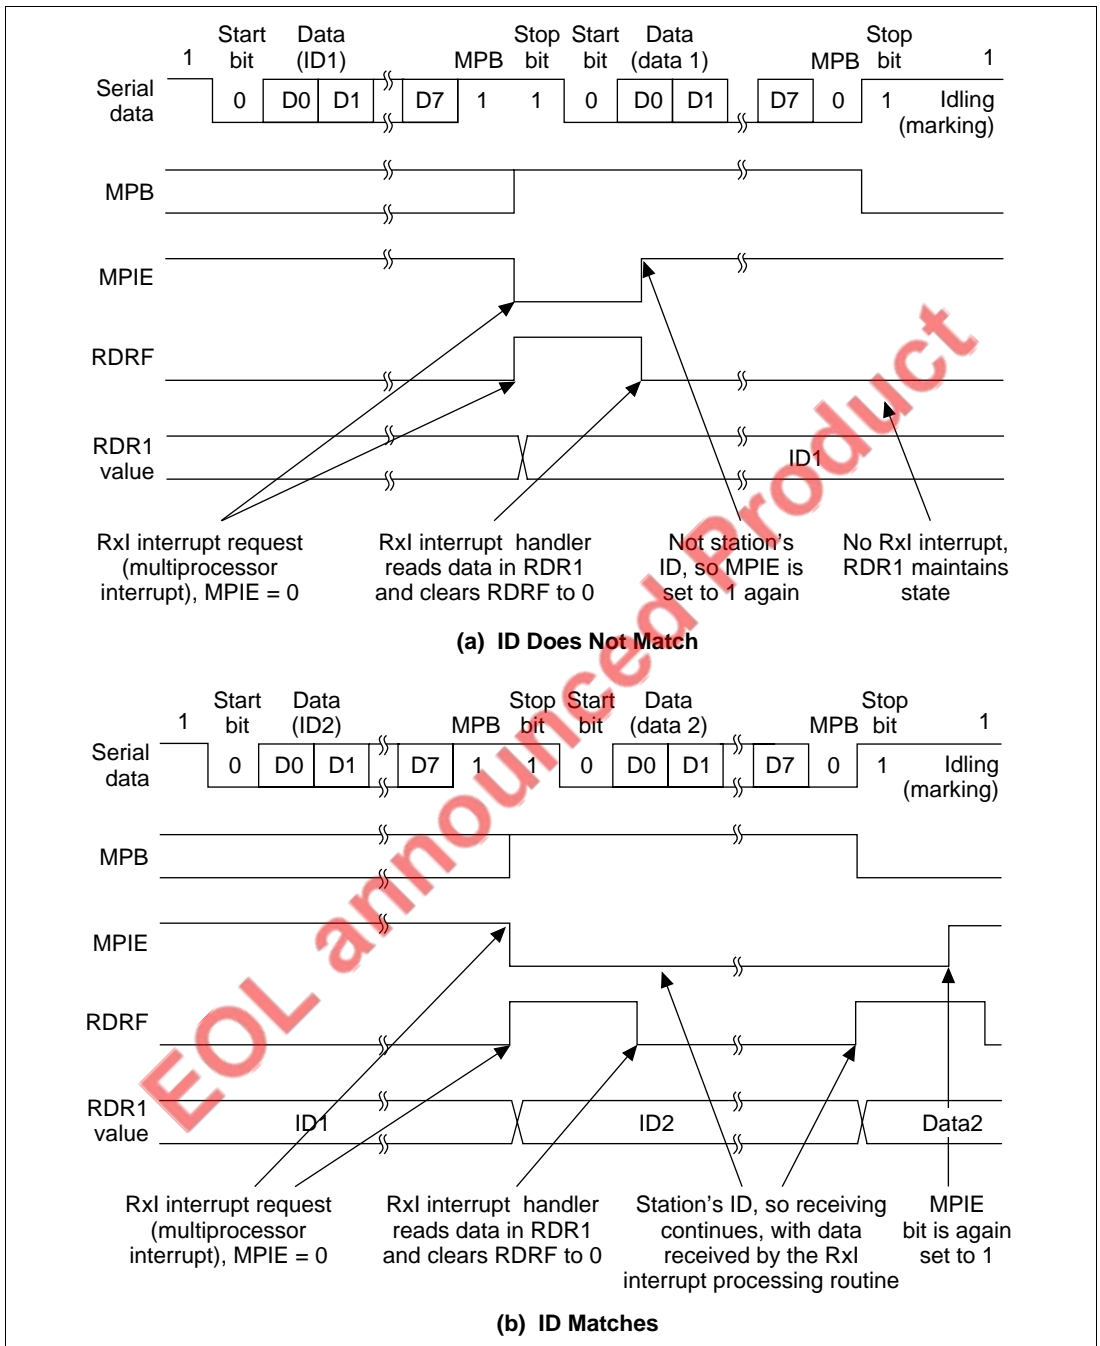 1 Start bit Data (ID1) MPB Stop bit Start bit Data (data 1) MPB Stop bit 1
Serial data 0 D0 D1 D7 1 1 0 D0 D1 D7 0 1 Idling (marking)
MPB
MPIE
RDRF
RDR1 value ID1
RxI interrupt request (multiprocessor interrupt), MPIE = 0
RxI interrupt handler reads data in RDR1 and clears RDRF to 0
Not station's ID, so MPIE is set to 1 again
No RxI interrupt, RDR1 maintains state
(a) ID Does Not Match
1 Start bit Data (ID2) MPB Stop bit Start bit Data (data 2) MPB Stop bit 1
Serial data 0 D0 D1 D7 1 1 0 D0 D1 D7 0 1 Idling (marking)
MPB
MPIE
RDRF
RDR1 value ID1 ID2 Data2
RxI interrupt request (multiprocessor interrupt), MPIE = 0
RxI interrupt handler reads data in RDR1 and clears RDRF to 0
Station's ID, so receiving continues, with data received by the RxI interrupt processing routine
MPIE bit is again set to 1
(b) ID Matches
EOL announced Product